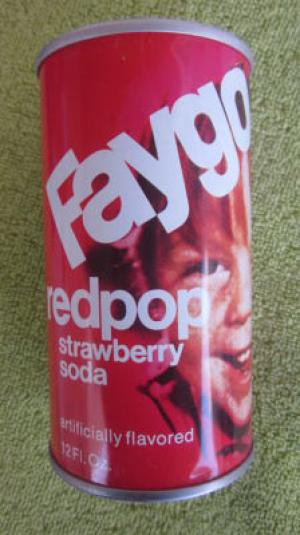 Faygo
redpop
strawberry
soda
artificially flavored
12 Fl. Oz.